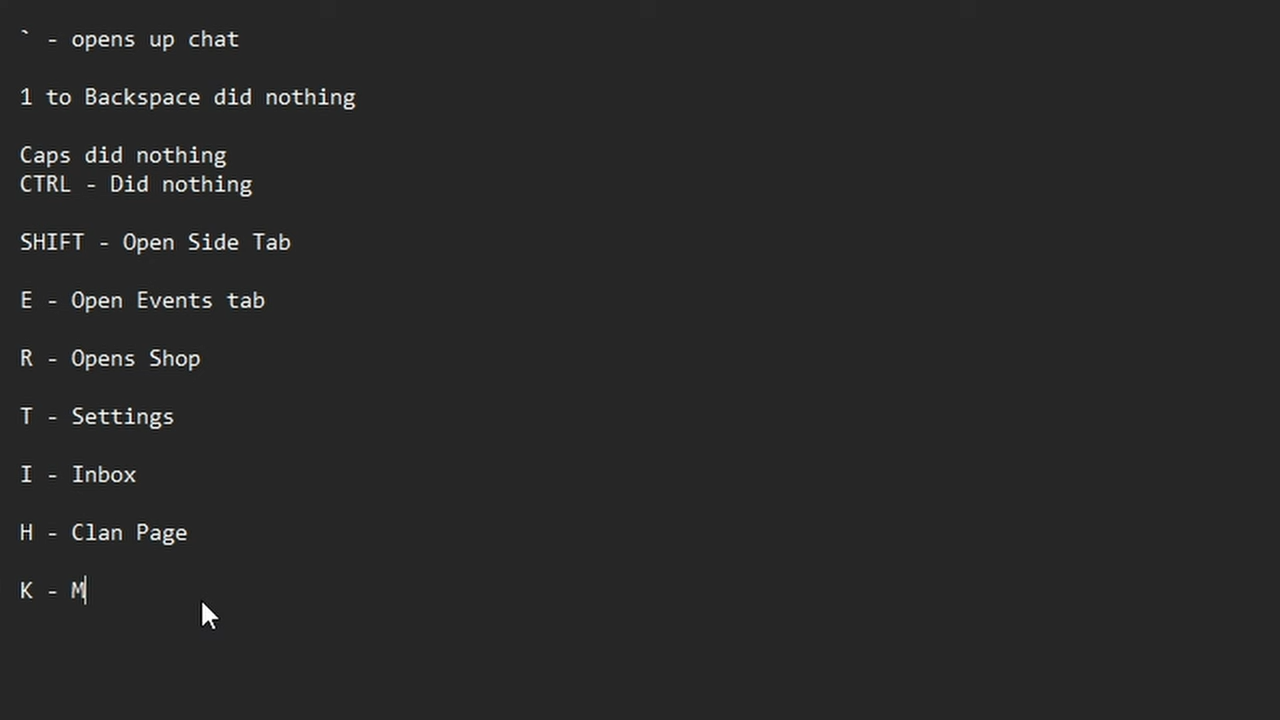 ` - opens up chat
1 to Backspace did nothing
Caps did nothing
CTRL - Did nothing
SHIFT - Open Side Tab
E - Open Events tab
R - Opens Shop
T - Settings
I - Inbox
H - Clan Page
K - M